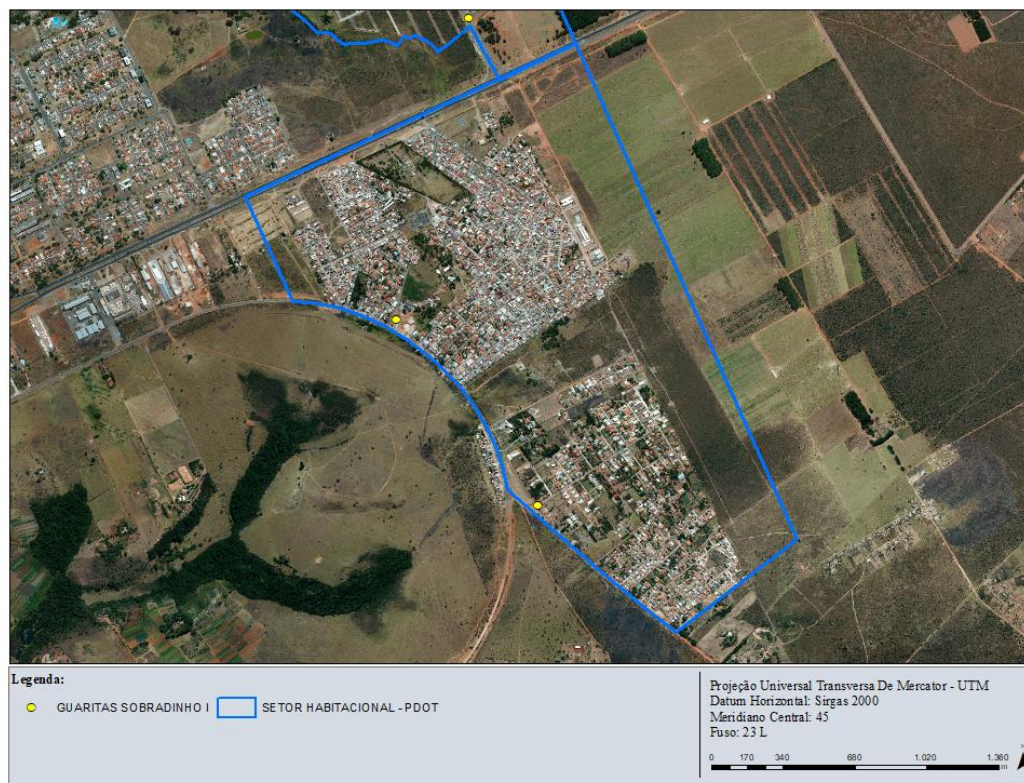 Legenda:
GUARITAS SOBRADINHO I
SETOR HABITACIONAL - PDOT
Projeção Universal Transversa De Mercator - UTM
Datum Horizontal: Sirgas 2000
Meridiano Central: 45
Fuso: 23 L
0 170 340 680 1.020 1.360
m